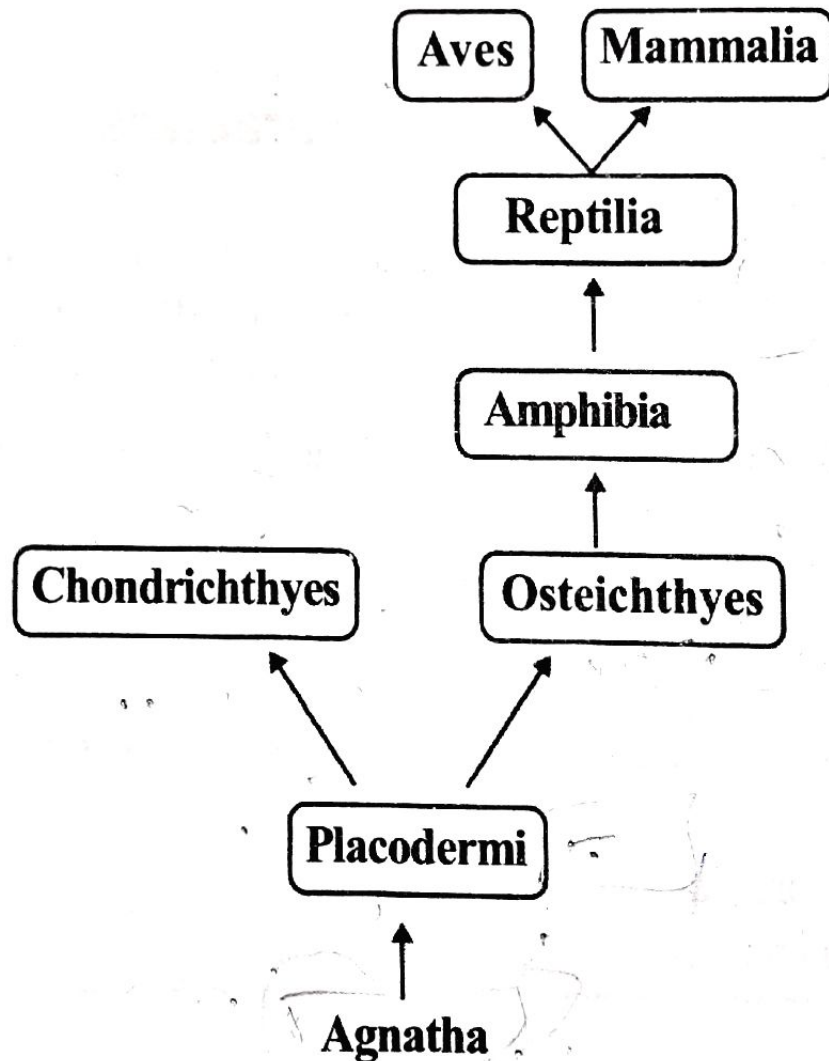 Aves Mammalia
Reptilia
Amphibia
Chondrichthyes Osteichthyes
Placodermi
Agnatha